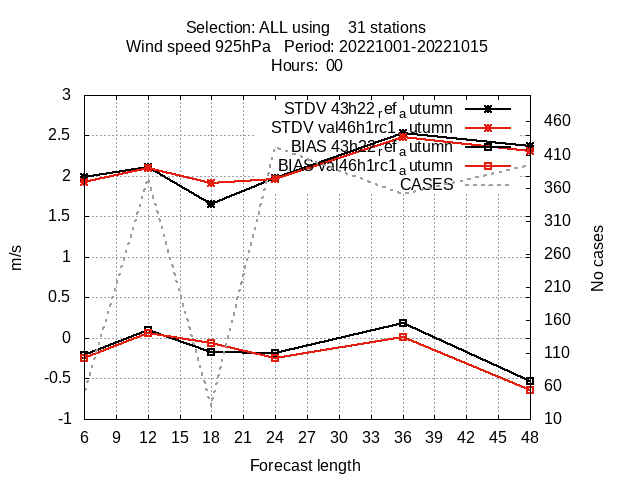 Selection: ALL using    31 stations
Wind speed 925hPa   Period: 20221001-20221015
Hours:  00
STDV 43h22ref_autumn
STDV val46h1rc1_autumn
BIAS 43h22ref_autumn
BIAS val46h1rc1_autumn
CASES
3
2.5
2
1.5
1
0.5
0
-0.5
-1
m/s
460
410
360
310
260
210
160
110
60
10
No cases
6 9 12 15 18 21 24 27 30 33 36 39 42 45 48
Forecast length